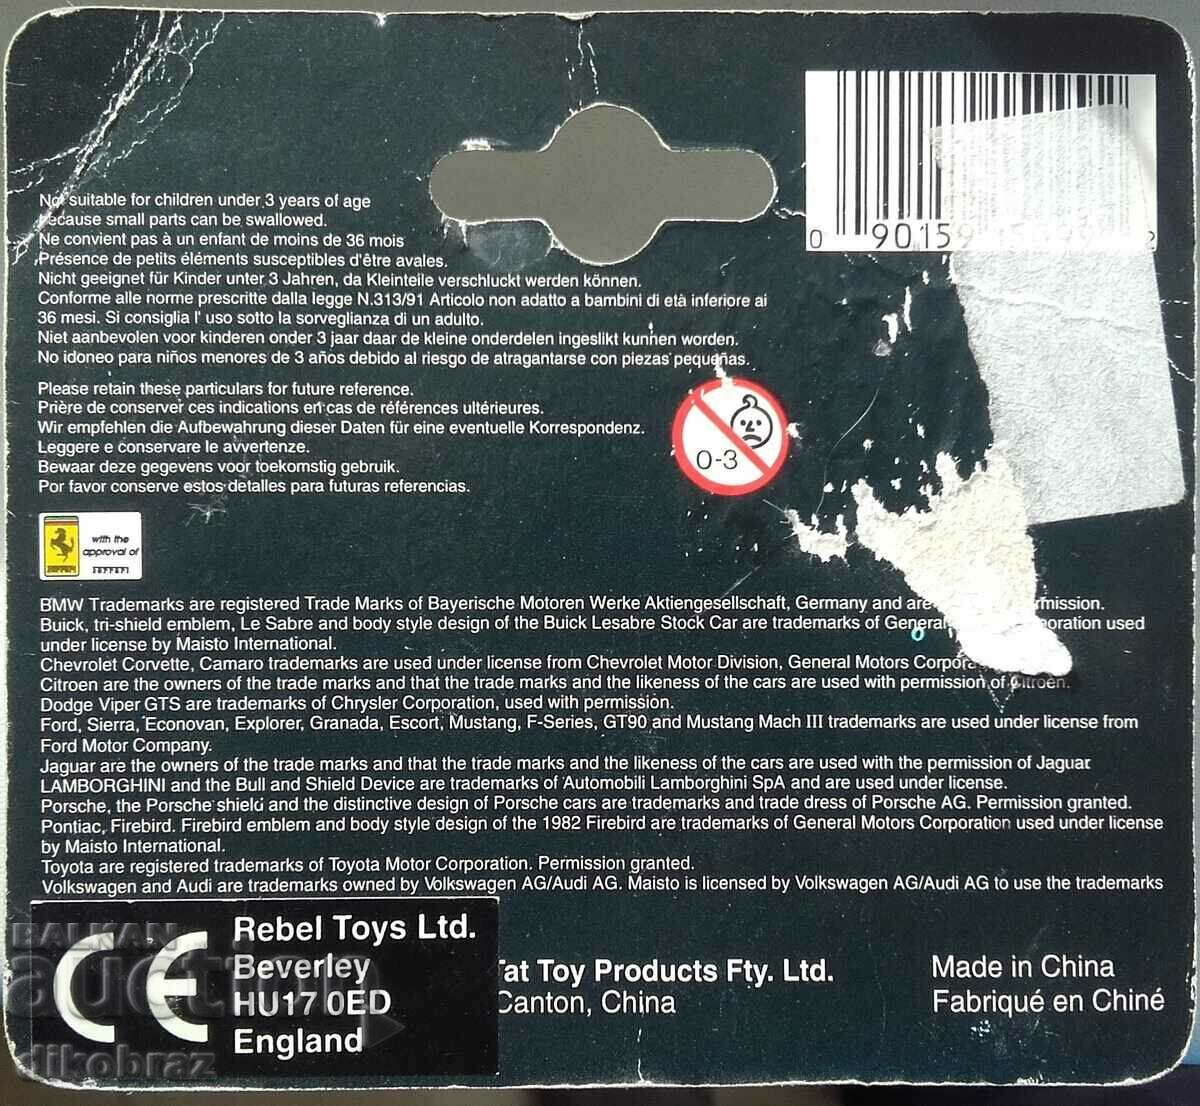 0 90159 2
Not suitable for children under 3 years of age
because small parts can be swallowed.
Ne convient pas à un enfant de moins de 36 mois
Présence de petits éléments susceptibles d'être avales.
Nicht geeignet für Kinder unter 3 Jahren, da Kleinteile verschluckt werden können.
Conforme alle norme prescritte dalla legge N.313/91 Articolo non adatto a bambini di età inferiore ai
36 mesi. Si consiglia l' uso sotto la sorveglianza di un adulto.
Niet aanbevolen voor kinderen onder 3 jaar daar de kleine onderdelen ingeslikt kunnen worden.
No idoneo para niños menores de 3 años debido al riesgo de atragantarse con piezas pequeñas.
Please retain these particulars for future reference.
Prière de conserver ces indications en cas de références ultérieures.
Wir empfehlen die Aufbewahrung dieser Daten für eine eventuelle Korrespondenz.
Leggere e conservare le avvertenze.
Bewaar deze gegevens voor toekomstig gebruik.
Por favor conserve estos detalles para futuras referencias.
0-3
with the
approval of
Ferrari
Ferrari
BMW Trademarks are registered Trade Marks of Bayerische Motoren Werke Aktiengesellschaft, Germany and are permission.
Buick, tri-shield emblem, Le Sabre and body style design of the Buick Lesabre Stock Car are trademarks of General Corporation used
under license by Maisto International.
Chevrolet Corvette, Camaro trademarks are used under license from Chevrolet Motor Division, General Motors Corpora
Citroen are the owners of the trade marks and that the trade marks and the likeness of the cars are used with permission of Citroën.
Dodge Viper GTS are trademarks of Chrysler Corporation, used with permission.
Ford, Sierra, Econovan, Explorer, Granada, Escort, Mustang, F-Series, GT90 and Mustang Mach III trademarks are used under license from
Ford Motor Company.
Jaguar are the owners of the trade marks and that the trade marks and the likeness of the cars are used with the permission of Jaguar
LAMBORGHINI and the Bull and Shield Device are trademarks of Automobili Lamborghini SpA and are used under license.
Porsche, the Porsche shield and the distinctive design of Porsche cars are trademarks and trade dress of Porsche AG. Permission granted.
Pontiac, Firebird. Firebird emblem and body style design of the 1982 Firebird are trademarks of General Motors Corporation used under license
by Maisto International.
Toyota are registered trademarks of Toyota Motor Corporation. Permission granted.
Volkswagen and Audi are trademarks owned by Volkswagen AG/Audi AG. Maisto is licensed by Volkswagen AG/Audi AG to use the trademarks
CE
Rebel Toys Ltd.
Beverley
HU17 0ED
England
Tat Toy Products Fty. Ltd.
Canton, China
Made in China
Fabriqué en Chiné
BALKAN
auction
dikobraz